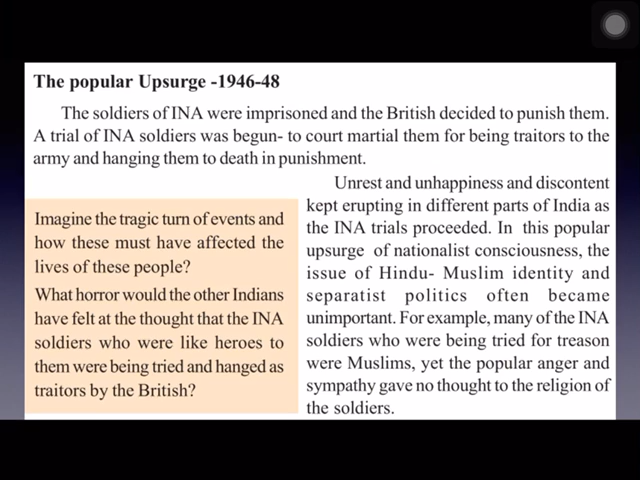 The popular Upsurge -1946-48
The soldiers of INA were imprisoned and the British decided to punish them.
A trial of INA soldiers was begun- to court martial them for being traitors to the
army and hanging them to death in punishment.
Imagine the tragic turn of events and
how these must have affected the
lives of these people?
What horror would the other Indians
have felt at the thought that the INA
soldiers who were like heroes to
them were being tried and hanged as
traitors by the British?
Unrest and unhappiness and discontent
kept erupting in different parts of India as
the INA trials proceeded. In this popular
upsurge of nationalist consciousness, the
issue of Hindu- Muslim identity and
separatist politics often became
unimportant. For example, many of the INA
soldiers who were being tried for treason
were Muslims, yet the popular anger and
sympathy gave no thought to the religion of
the soldiers.